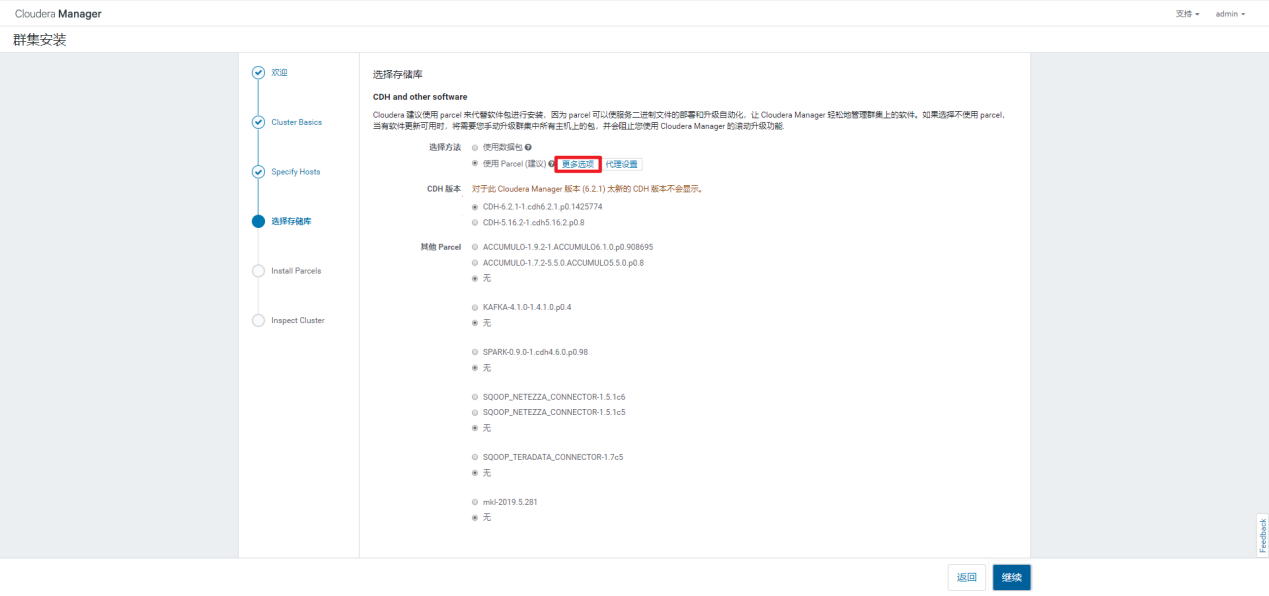 Cloudera Manager
支持 admin
群集安装
欢迎
Cluster Basics
Specify Hosts
选择存储库
Install Parcels
Inspect Cluster
选择存储库
CDH and other software
Cloudera 建议使用 parcel 来代替软件包进行安装，因为 parcel 可以使服务二进制文件的部署和升级自动化，让 Cloudera Manager 轻松地管理群集上的软件。如果选择不使用 parcel，
当有软件更新可用时，将需要您手动升级群集中所有主机上的包，并会阻止您使用 Cloudera Manager 的滚动升级功能.
选择方法 使用数据包
使用 Parcel (建议) 更多选项 代理设置
CDH 版本 对于此 Cloudera Manager 版本 (6.2.1) 太新的 CDH 版本不会显示。
CDH-6.2.1-1.cdh6.2.1.p0.1425774
CDH-5.16.2-1.cdh5.16.2.p0.8
其他 Parcel ACCUMULO-1.9.2-1.ACCUMULO6.1.0.p0.908695
ACCUMULO-1.7.2-5.5.0.ACCUMULO5.5.0.p0.8
无
KAFKA-4.1.0-1.4.1.0.p0.4
无
SPARK-0.9.0-1.cdh4.6.0.p0.98
无
SQOOP_NETEZZA_CONNECTOR-1.5.1c6
SQOOP_NETEZZA_CONNECTOR-1.5.1c5
无
SQOOP_TERADATA_CONNECTOR-1.7c5
无
mkl-2019.5.281
无
Feedback
返回 继续